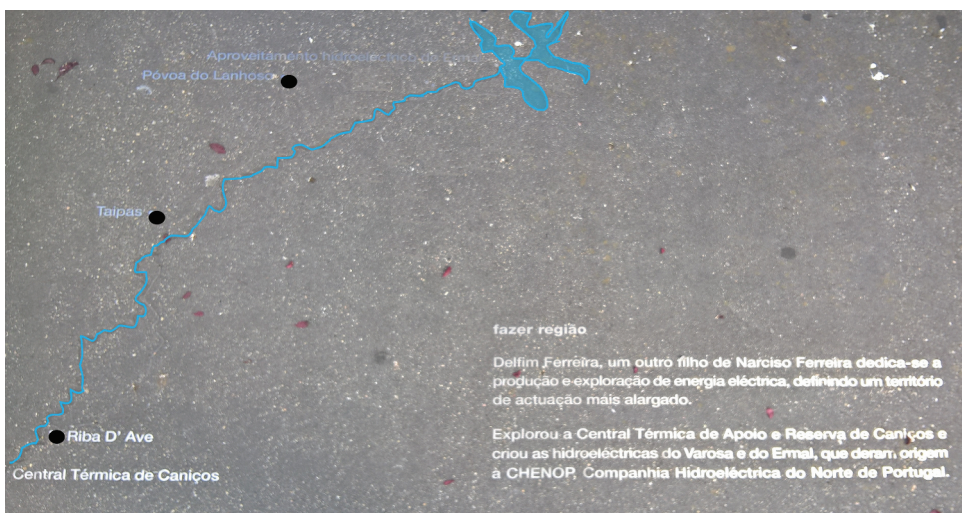 Aproveitamento hidroeléctrico do
Póvoa do Lanhoso
Taipas
Riba D' Ave
Central Térmica de Caniços
fazer região
Delfim Ferreira, um outro filho de Narciso Ferreira dedica-se a
produção e exploração de energia eléctrica, definindo um território
de actuação mais alargado.
Explorou a Central Térmica de Apoio e Reserva de Caniços e
criou as hidroeléctricas do Varosa e do Ermal, que deram origem
à CHENOP, Companhia Hidroeléctrica do Norte de Portugal.